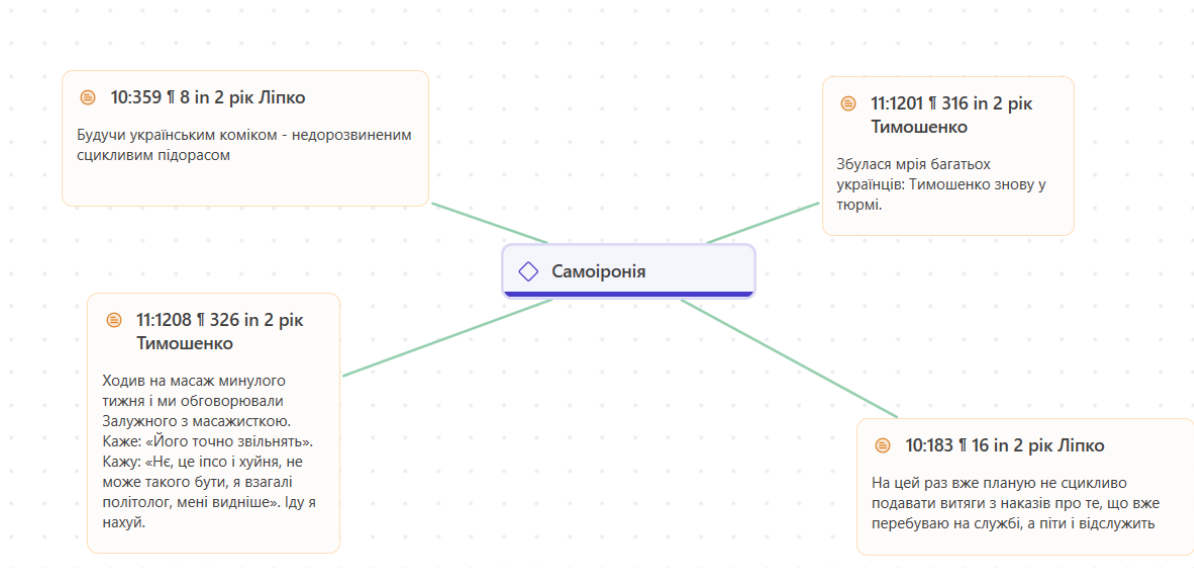 10:359 ¶ 8 in 2 рік Ліпко
Будучи українським коміком - недорозвиненим
сцикливим підорасом
11:1201 ¶ 316 in 2 рік
Тимошенко
Збулася мрія багатьох
українців: Тимошенко знову у
тюрмі.
Самоіронія
11:1208 ¶ 326 in 2 рік
Тимошенко
Ходив на масаж минулого
тижня і ми обговорювали
Залужного з масажисткою.
Каже: «Його точно звільнять».
Кажу: «Нє, це іпсо і хуйня, не
може такого бути, я взагалі
політолог, мені видніше». Іду я
нахуй.
10:183 ¶ 16 in 2 рік Ліпко
На цей раз вже планую не сцикливо
подавати витяги з наказів про те, що вже
перебуваю на службі, а піти і відслужить